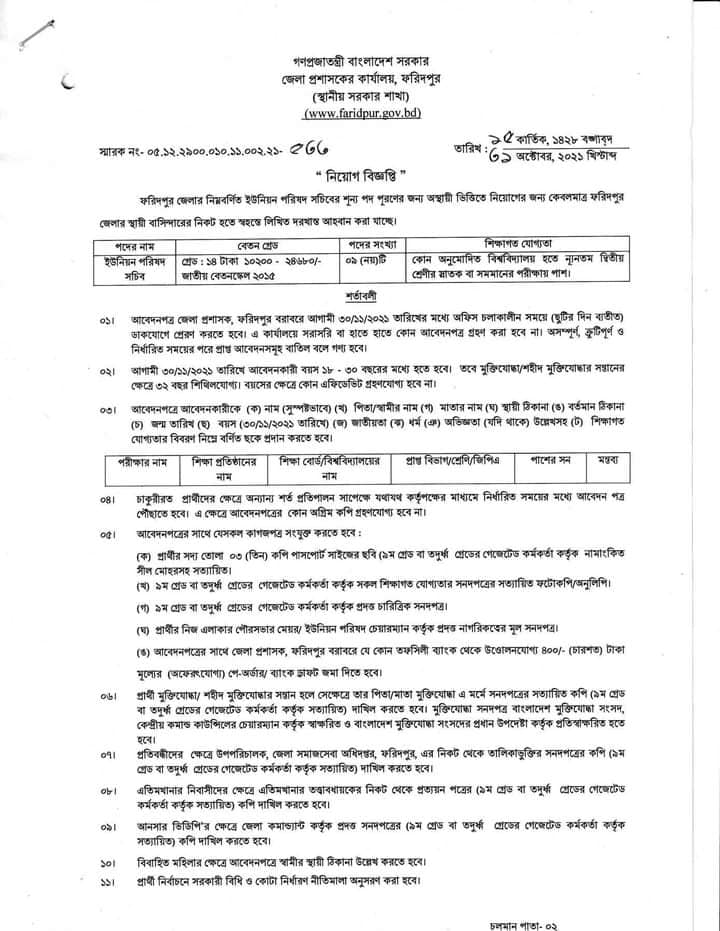 গণপ্রজাতন্ত্রী বাংলাদেশ সরকার
জেলা প্রশাসকের কার্যালয়, ফরিদপুর
(স্থানীয় সরকার শাখা)
(www.faridpur.gov.bd)
স্মারক নং- ০৫.১২.২৯০০.০১০.১১.০০২.২১- ৫৬৬
তারিখ : ১৫ কার্তিক, ১৪২৮ বঙ্গাব্দ
৩১ অক্টোবর, ২০২১ খ্রিস্টাব্দ
“ নিয়োগ বিজ্ঞপ্তি ”
ফরিদপুর জেলার নিম্নবর্ণিত ইউনিয়ন পরিষদ সচিবের শূন্য পদ পূরণের জন্য অস্থায়ী ভিত্তিতে নিয়োগের জন্য কেবলমাত্র ফরিদপুর
জেলার স্থায়ী বাসিন্দারের নিকট হতে স্বহস্তে লিখিত দরখাস্ত আহবান করা যাচ্ছে।
পদের নাম বেতন গ্রেড পদের সংখ্যা শিক্ষাগত যোগ্যতা
ইউনিয়ন পরিষদ গ্রেড : ১৪ টাকা ১০২০০ - ২৪৬৮০/- ০৯ (নয়)টি কোন অনুমোদিত বিশ্ববিদ্যালয় হতে ন্যূনতম দ্বিতীয়
সচিব জাতীয় বেতনস্কেল ২০১৫ শ্রেণীর স্নাতক বা সমমানের পরীক্ষায় পাশ।
শর্তাবলী
০১। আবেদনপত্র জেলা প্রশাসক, ফরিদপুর বরাবরে আগামী ৩০/১১/২০২১ তারিখের মধ্যে অফিস চলাকালীন সময়ে (ছুটির দিন ব্যতীত)
ডাকযোগে প্রেরণ করতে হবে। এ কার্যালয়ে সরাসরি বা হাতে হাতে কোন আবেদনপত্র গ্রহণ করা হবে না। অসম্পূর্ণ, ত্রুটিপূর্ণ ও
নির্ধারিত সময়ের পরে প্রাপ্ত আবেদনসমূহ বাতিল বলে গণ্য হবে।
০২। আগামী ৩০/১১/২০২১ তারিখে আবেদনকারী বয়স ১৮ - ৩০ বছরের মধ্যে হতে হবে। তবে মুক্তিযোদ্ধা/শহীদ মুক্তিযোদ্ধার সন্তানের
ক্ষেত্রে ৩২ বছর শিথিলযোগ্য। বয়সের ক্ষেত্রে কোন এফিডেভিট গ্রহণযোগ্য হবে না।
০৩। আবেদনপত্রে আবেদনকারীকে (ক) নাম (সুস্পষ্টভাবে) (খ) পিতা/স্বামীর নাম (গ) মাতার নাম (ঘ) স্থায়ী ঠিকানা (ঙ) বর্তমান ঠিকানা
(চ) জন্ম তারিখ (ছ) বয়স (৩০/১১/২০২১ তারিখে) (জ) জাতীয়তা (ঝ) ধর্ম (ঞ) অভিজ্ঞতা (যদি থাকে) উল্লেখসহ (ট) শিক্ষাগত
যোগ্যতার বিবরণ নিম্নে বর্ণিত ছকে প্রদান করতে হবে।
পরীক্ষার নাম শিক্ষা প্রতিষ্ঠানের শিক্ষা বোর্ড/বিশ্ববিদ্যালয়ের প্রাপ্ত বিভাগ/শ্রেণি/জিপিএ পাশের সন মন্তব্য
নাম নাম
০৪। চাকুরীরত প্রার্থীদের ক্ষেত্রে অন্যান্য শর্ত প্রতিপালন সাপেক্ষে যথাযথ কর্তৃপক্ষের মাধ্যমে নির্ধারিত সময়ের মধ্যে আবেদন পত্র
পৌঁছাতে হবে। এ ক্ষেত্রে আবেদনপত্রের কোন অগ্রিম কপি গ্রহণযোগ্য হবে না।
০৫। আবেদনপত্রের সাথে যেসকল কাগজপত্র সংযুক্ত করতে হবে :
(ক) প্রার্থীর সদ্য তোলা ০৩ (তিন) কপি পাসপোর্ট সাইজের ছবি (৯ম গ্রেড বা তদুর্ধ্ব গ্রেডের গেজেটেড কর্মকর্তা কর্তৃক নামাংকিত
সীল মোহরসহ সত্যায়িত)।
(খ) ৯ম গ্রেড বা তদুর্ধ্ব গ্রেডের গেজেটেড কর্মকর্তা কর্তৃক সকল শিক্ষাগত যোগ্যতার সনদপত্রের সত্যায়িত ফটোকপি/অনুলিপি।
(গ) ৯ম গ্রেড বা তদুর্ধ্ব গ্রেডের গেজেটেড কর্মকর্তা কর্তৃক প্রদত্ত চারিত্রিক সনদপত্র।
(ঘ) প্রার্থীর নিজ এলাকার পৌরসভার মেয়র/ ইউনিয়ন পরিষদ চেয়ারম্যান কর্তৃক প্রদত্ত নাগরিকত্বের মূল সনদপত্র।
(ঙ) আবেদনপত্রের সাথে জেলা প্রশাসক, ফরিদপুর বরাবরে যে কোন তফসিলী ব্যাংক থেকে উত্তোলনযোগ্য ৪০০/- (চারশত) টাকা
মূল্যের (অফেরৎযোগ্য) পে-অর্ডার/ ব্যাংক ড্রাফট জমা দিতে হবে।
০৬। প্রার্থী মুক্তিযোদ্ধা/ শহীদ মুক্তিযোদ্ধার সন্তান হলে সেক্ষেত্রে তার পিতা/মাতা মুক্তিযোদ্ধা এ মর্মে সনদপত্রের সত্যায়িত কপি (৯ম গ্রেড
বা তদুর্ধ্ব গ্রেডের গেজেটেড কর্মকর্তা কর্তৃক সত্যায়িত) দাখিল করতে হবে। মুক্তিযোদ্ধা সনদপত্র বাংলাদেশ মুক্তিযোদ্ধা সংসদ,
কেন্দ্রীয় কমান্ড কাউন্সিলের চেয়ারম্যান কর্তৃক স্বাক্ষরিত ও বাংলাদেশ মুক্তিযোদ্ধা সংসদের প্রধান উপদেষ্টা কর্তৃক প্রতিস্বাক্ষরিত হতে
হবে।
০৭। প্রতিবন্ধীদের ক্ষেত্রে উপপরিচালক, জেলা সমাজসেবা অধিদপ্তর, ফরিদপুর, এর নিকট থেকে তালিকাভুক্তির সনদপত্রের কপি (৯ম
গ্রেড বা তদুর্ধ্ব গ্রেডের গেজেটেড কর্মকর্তা কর্তৃক সত্যায়িত) দাখিল করতে হবে।
০৮। এতিমখানার নিবাসীদের ক্ষেত্রে এতিমখানার তত্ত্বাবধায়কের নিকট থেকে প্রত্যয়ন পত্রের (৯ম গ্রেড বা তদুর্ধ্ব গ্রেডের গেজেটেড
কর্মকর্তা কর্তৃক সত্যায়িত) কপি দাখিল করতে হবে।
০৯। আনসার ভিডিপি'র ক্ষেত্রে জেলা কমান্ড্যান্ট কর্তৃক প্রদত্ত সনদপত্রের (৯ম গ্রেড বা তদুর্ধ্ব গ্রেডের গেজেটেড কর্মকর্তা কর্তৃক
সত্যায়িত) কপি দাখিল করতে হবে।
১০। বিবাহিত মহিলার ক্ষেত্রে আবেদনপত্রে স্বামীর স্থায়ী ঠিকানা উল্লেখ করতে হবে।
১১। প্রার্থী নির্বাচনে সরকারী বিধি ও কোটা নির্ধারণ নীতিমালা অনুসরণ করা হবে।
চলমান পাতা- ০২